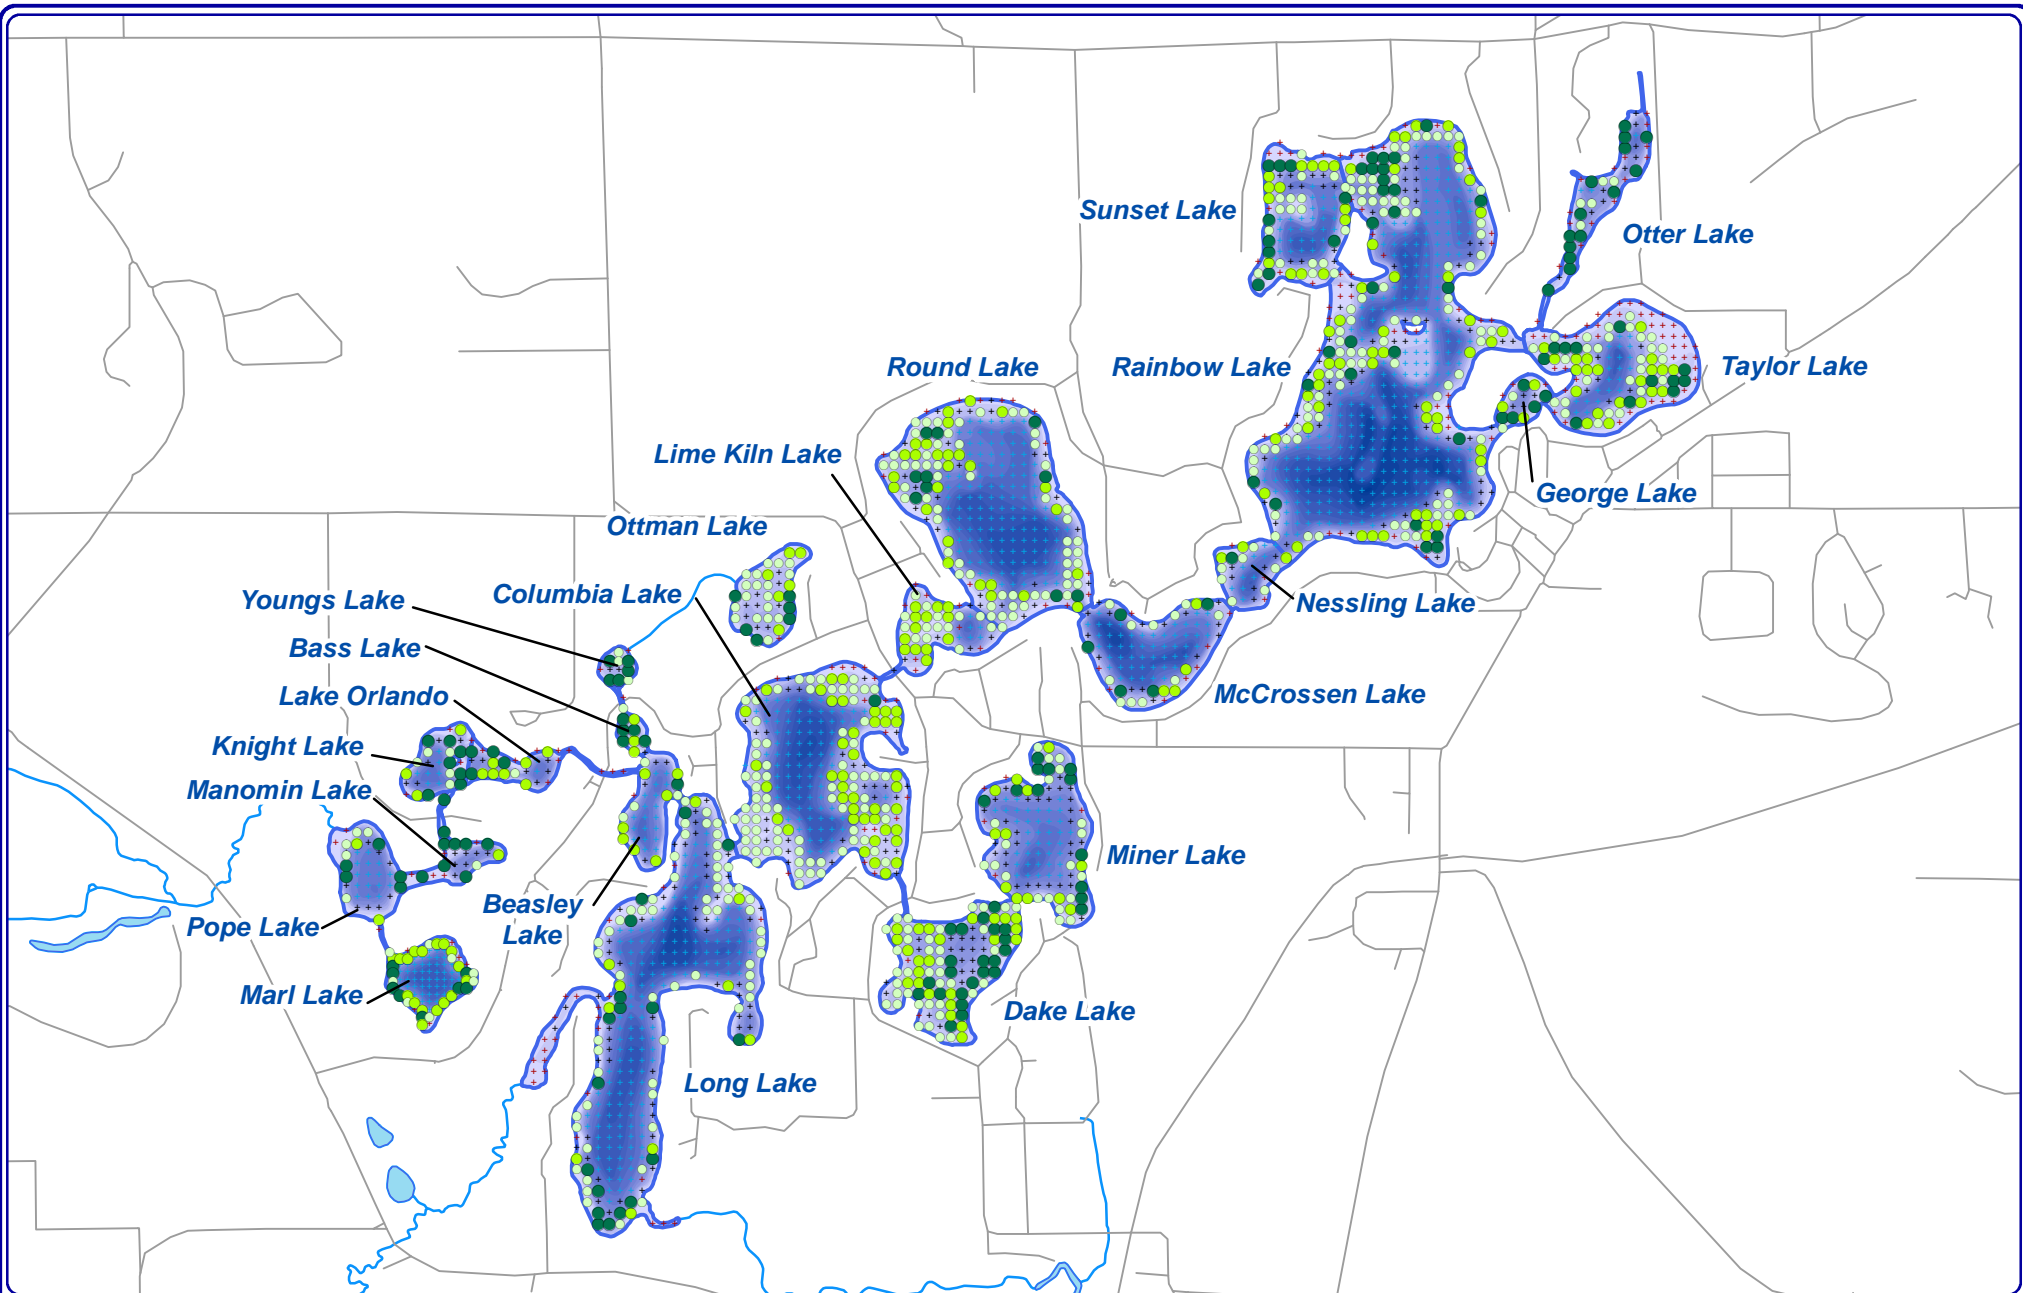 Sunset Lake
Otter Lake
Round Lake
Rainbow Lake
Taylor Lake
Lime Kiln Lake
George Lake
Ottman Lake
Columbia Lake
Youngs Lake
Nessling Lake
Bass Lake
Lake Orlando
McCrossen Lake
Knight Lake
Manomin Lake
Miner Lake
Beasley
Lake
Pope Lake
Marl Lake
Dake Lake
Long Lake